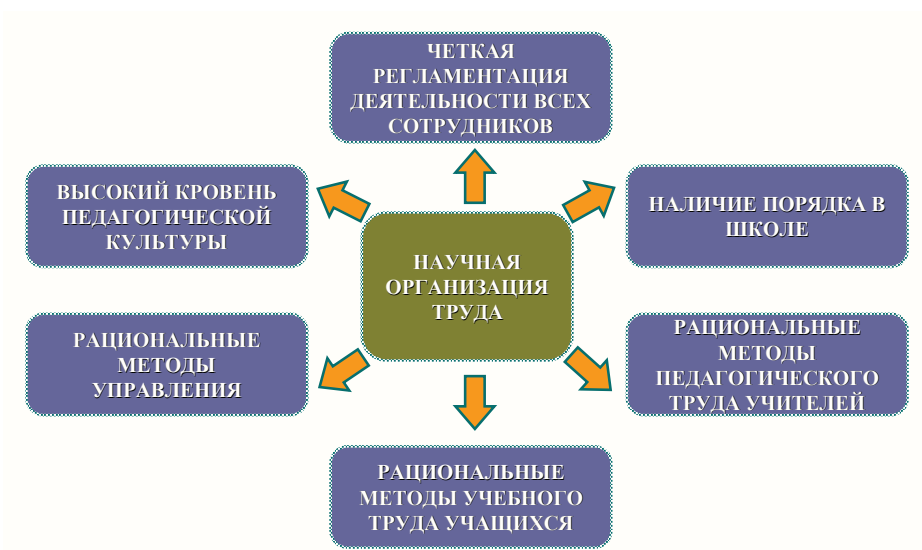 ЧЕТКАЯ
РЕГЛАМЕНТАЦИЯ
ДЕЯТЕЛЬНОСТИ ВСЕХ
СОТРУДНИКОВ
ВЫСОКИЙ КРОВЕНЬ
ПЕДАГОГИЧЕСКОЙ
КУЛЬТУРЫ
НАЛИЧИЕ ПОРЯДКА В
ШКОЛЕ
НАУЧНАЯ
ОРГАНИЗАЦИЯ
ТРУДА
РАЦИОНАЛЬНЫЕ
МЕТОДЫ
УПРАВЛЕНИЯ
РАЦИОНАЛЬНЫЕ
МЕТОДЫ
ПЕДАГОГИЧЕСКОГО
ТРУДА УЧИТЕЛЕЙ
РАЦИОНАЛЬНЫЕ
МЕТОДЫ УЧЕБНОГО
ТРУДА УЧАЩИХСЯ